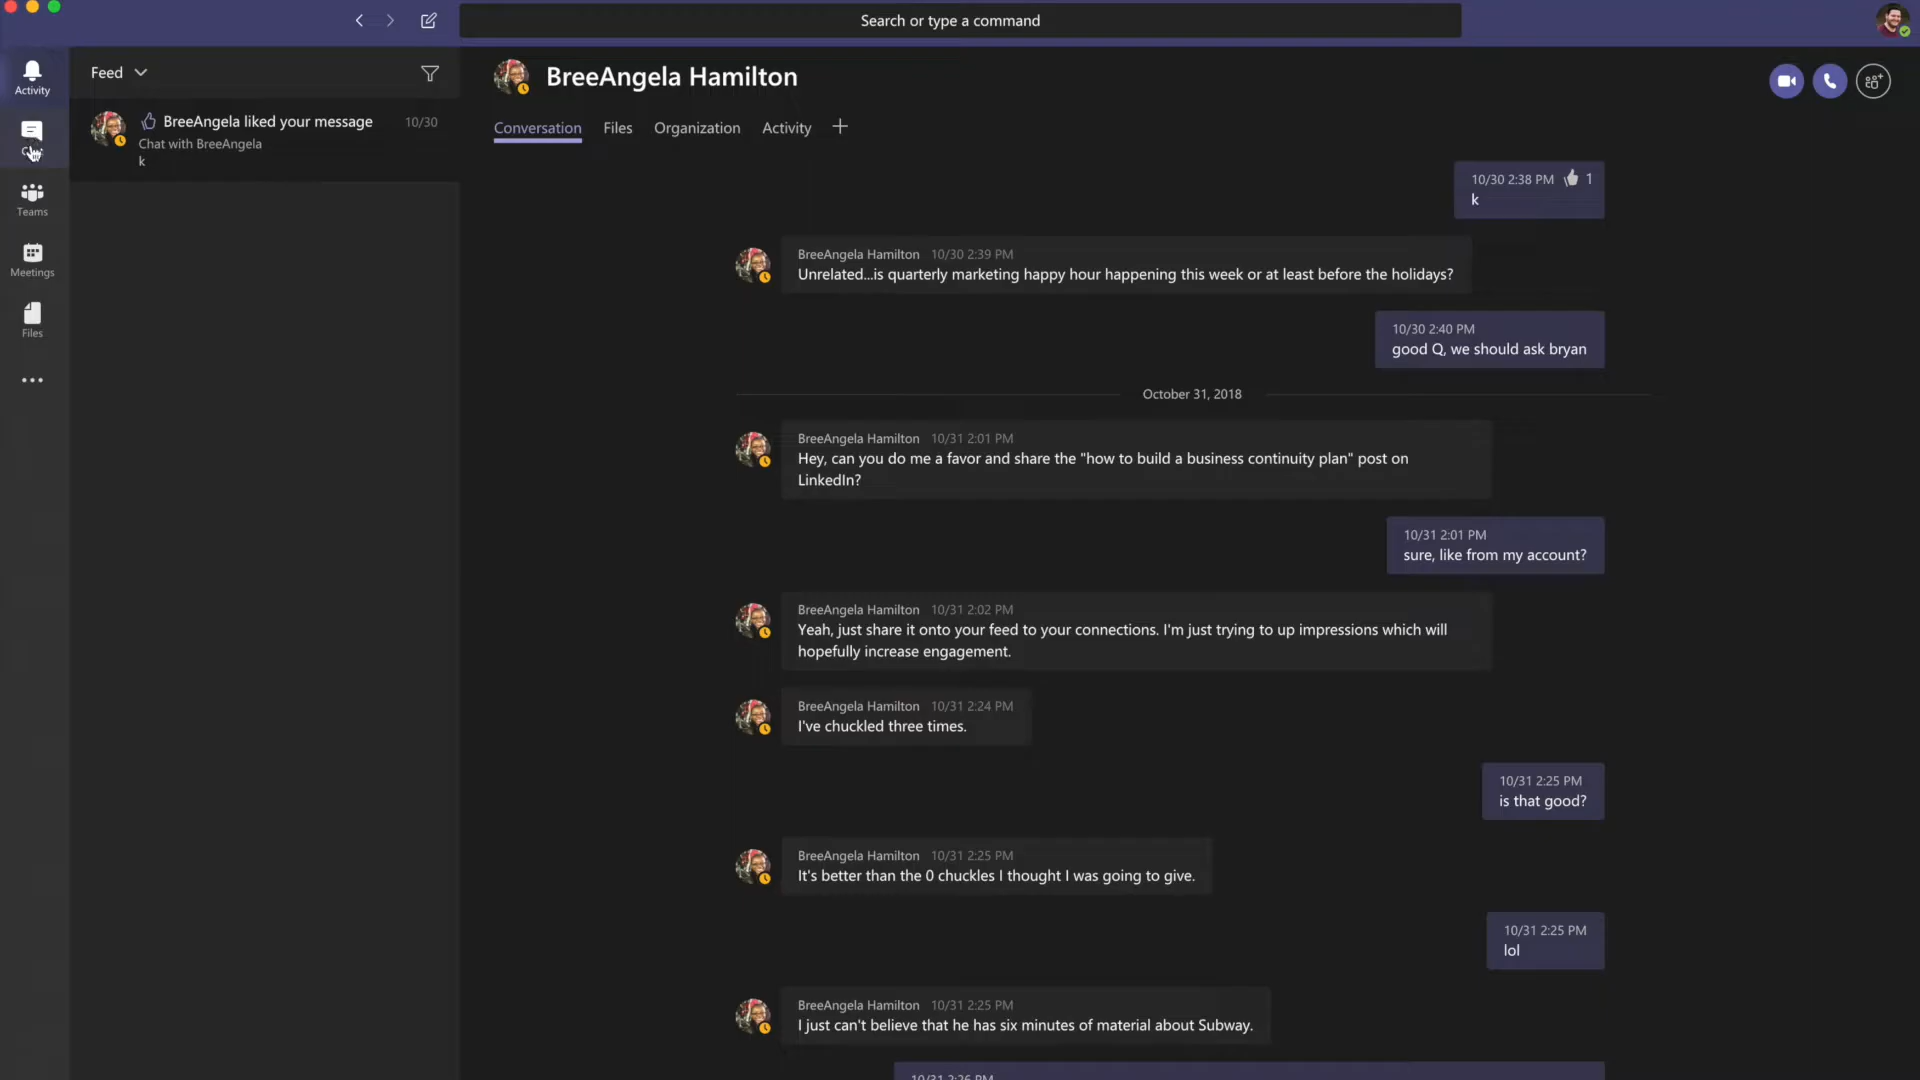 Search or type a command
Activity
Teams
Meetings
Files
Feed
BreeAngela liked your message 10/30
Chat with BreeAngela
k
BreeAngela Hamilton
Conversation Files Organization Activity
10/30 2:38 PM 1
k
BreeAngela Hamilton 10/30 2:39 PM
Unrelated...is quarterly marketing happy hour happening this week or at least before the holidays?
10/30 2:40 PM
good Q, we should ask bryan
October 31, 2018
BreeAngela Hamilton 10/31 2:01 PM
Hey, can you do me a favor and share the "how to build a business continuity plan" post on
LinkedIn?
10/31 2:01 PM
sure, like from my account?
BreeAngela Hamilton 10/31 2:02 PM
Yeah, just share it onto your feed to your connections. I'm just trying to up impressions which will
hopefully increase engagement.
BreeAngela Hamilton 10/31 2:24 PM
I've chuckled three times.
10/31 2:25 PM
is that good?
BreeAngela Hamilton 10/31 2:25 PM
It's better than the 0 chuckles I thought I was going to give.
10/31 2:25 PM
lol
BreeAngela Hamilton 10/31 2:25 PM
I just can't believe that he has six minutes of material about Subway.
10/31 2:26 PM